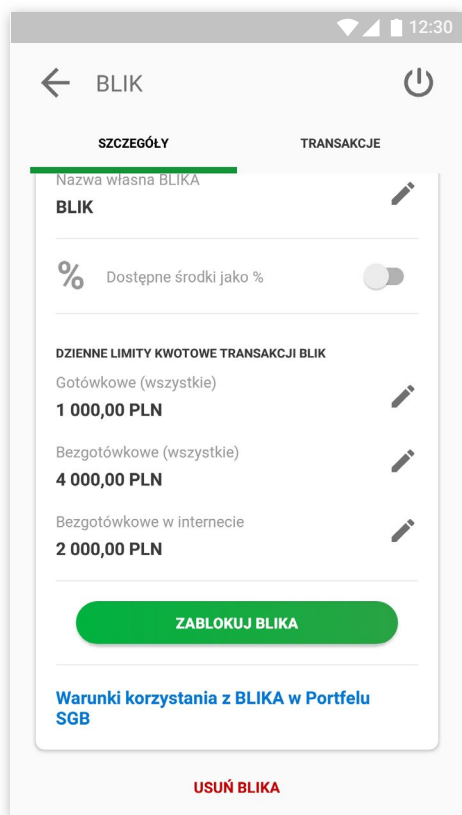 12:30
BLIK
SZCZEGÓŁY TRANSAKCJE
Nazwa własna BLIKA
BLIK
% Dostępne środki jako %
DZIENNE LIMITY KWOTOWE TRANSAKCJI BLIK
Gotówkowe (wszystkie)
1 000,00 PLN
Bezgotówkowe (wszystkie)
4 000,00 PLN
Bezgotówkowe w internecie
2 000,00 PLN
ZABLOKUJ BLIKA
Warunki korzystania z BLIKA w Portfelu
SGB
USUŃ BLIKA